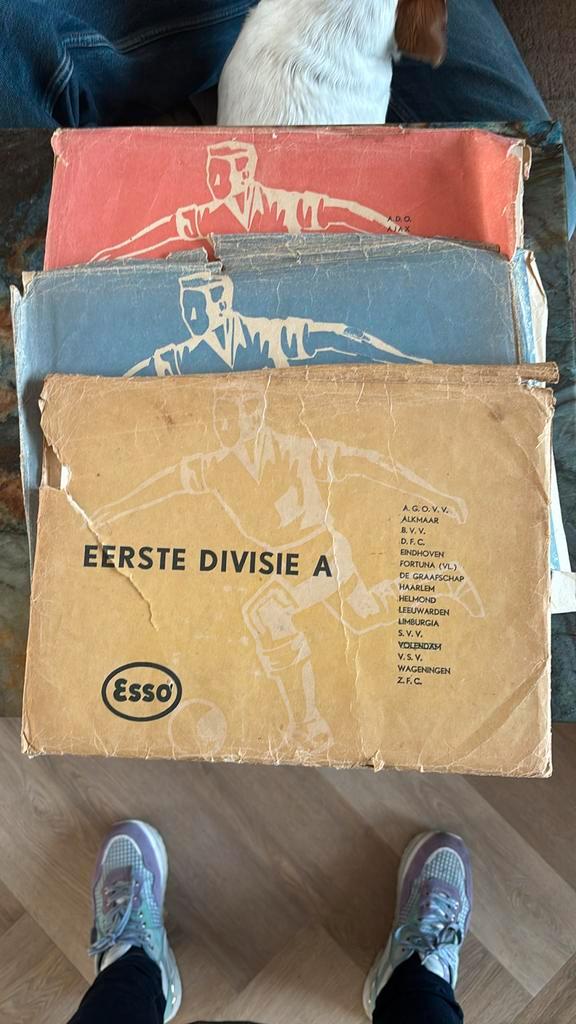 A.D.O.
AJAX
EERSTE DIVISIE A
A.G.O.V.V.
ALKMAAR
B.V.V.
D.F.C.
EINDHOVEN
FORTUNA (VL.)
DE GRAAFSCHAP
HAARLEM
HELMOND
LEEUWARDEN
LIMBURGIA
S.V.V.
VOLENDAM
V.S.V.
WAGENINGEN
Z.F.C.
Esso